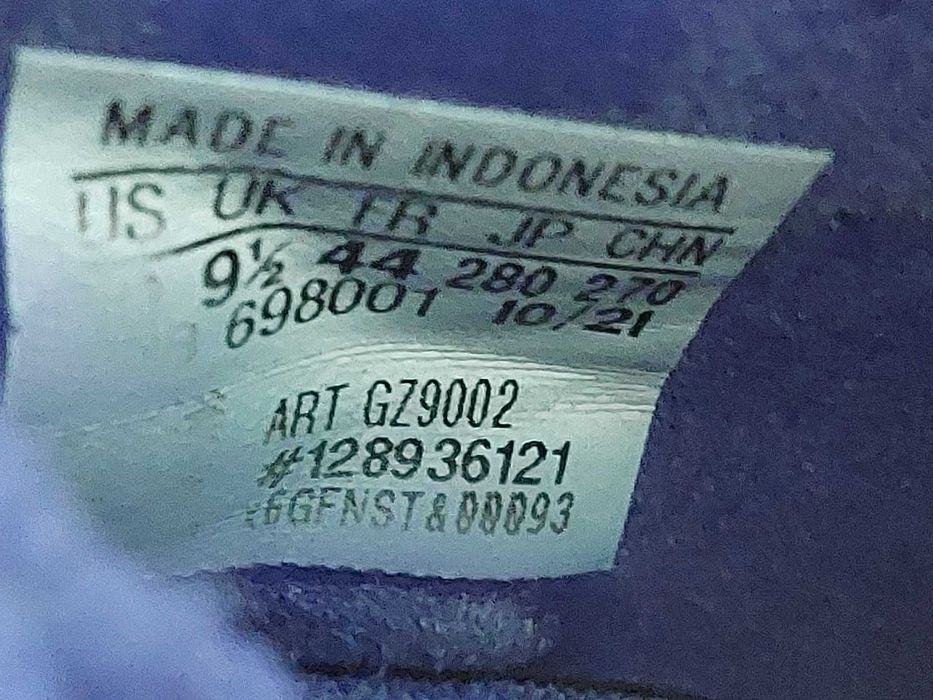 MADE IN INDONESIA
US UK FR JP CHN
9½ 44 280 270
698001 10/21
ART GZ9002
#128936121